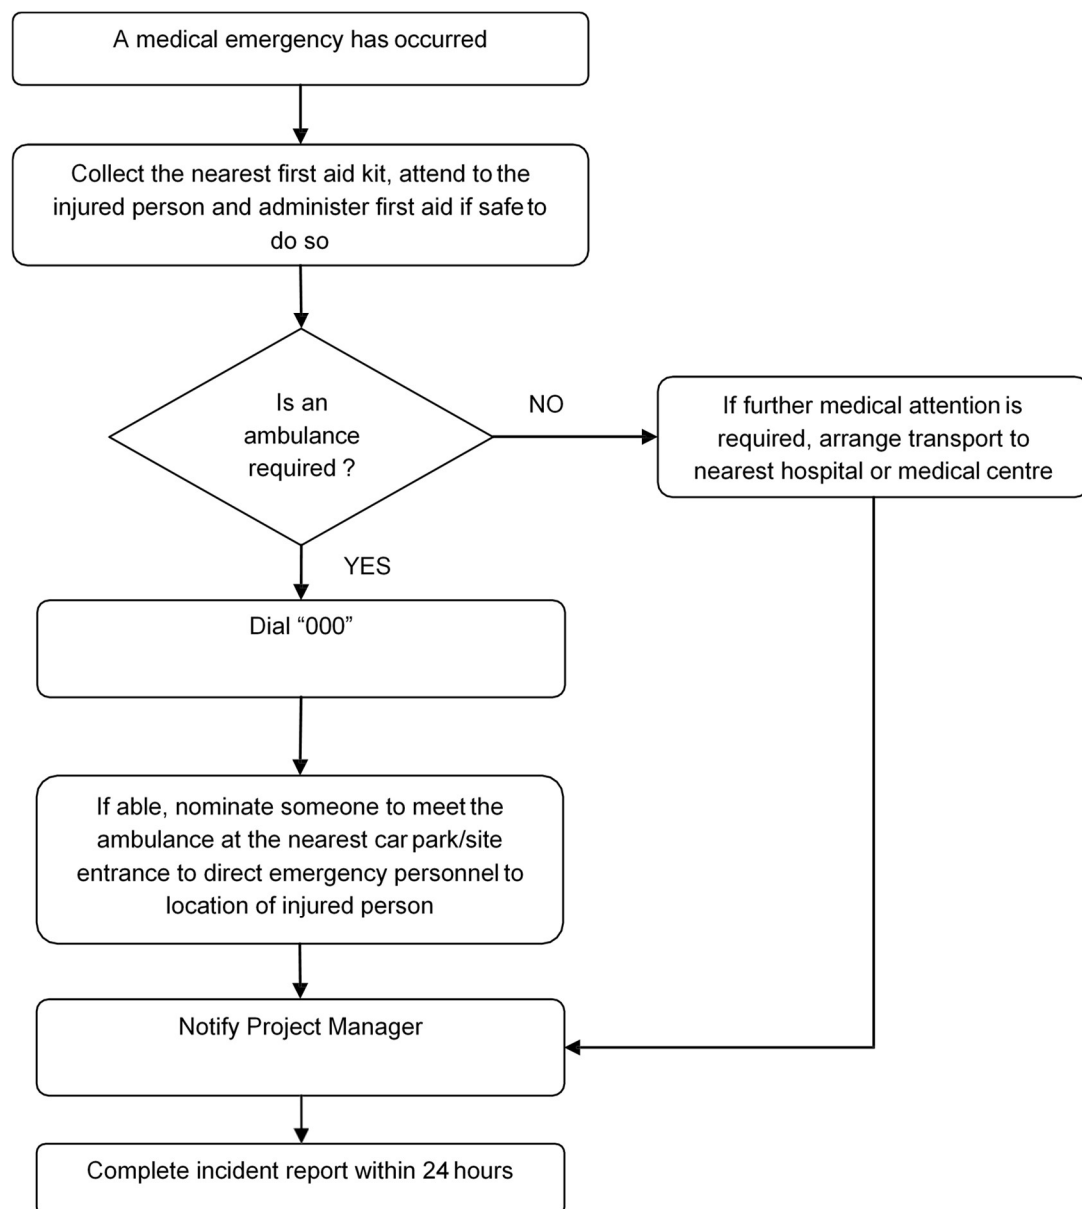 A medical emergency has occurred
Collect the nearest first aid kit, attend to the
injured person and administer first aid if safe to
do so
Is an
ambulance
required ?
NO
If further medical attention is
required, arrange transport to
nearest hospital or medical centre
YES
Dial “000”
If able, nominate someone to meet the
ambulance at the nearest car park/site
entrance to direct emergency personnel to
location of injured person
Notify Project Manager
Complete incident report within 24 hours